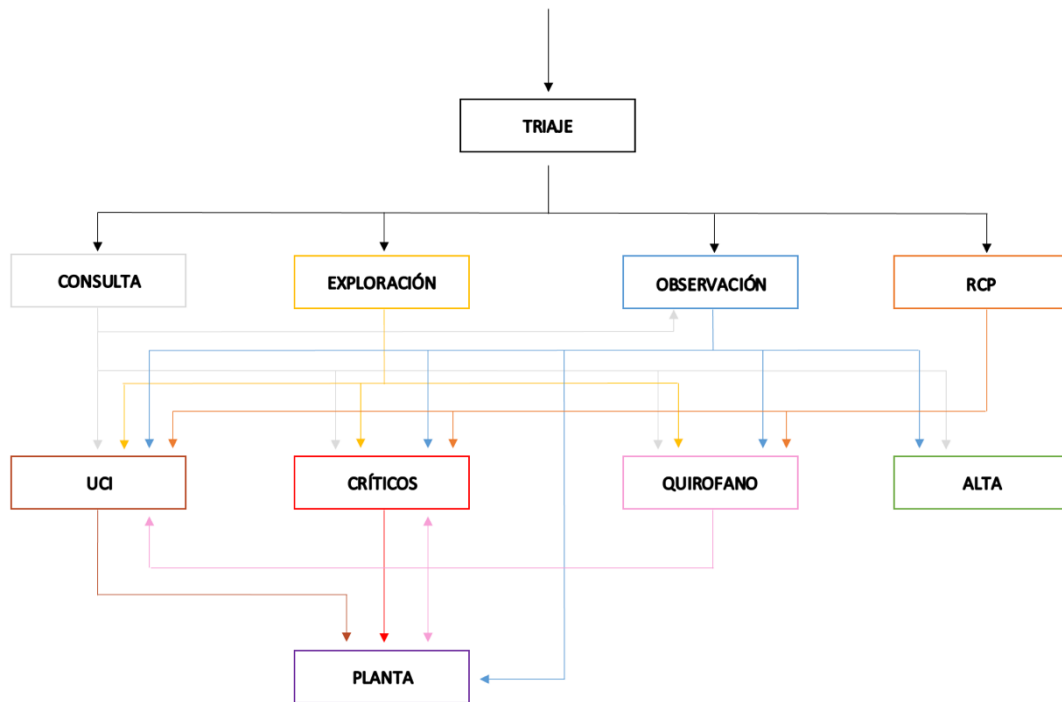 TRIAJE
CONSULTA
EXPLORACIÓN
OBSERVACIÓN
RCP
UCI
CRÍTICOS
QUIROFANO
ALTA
PLANTA